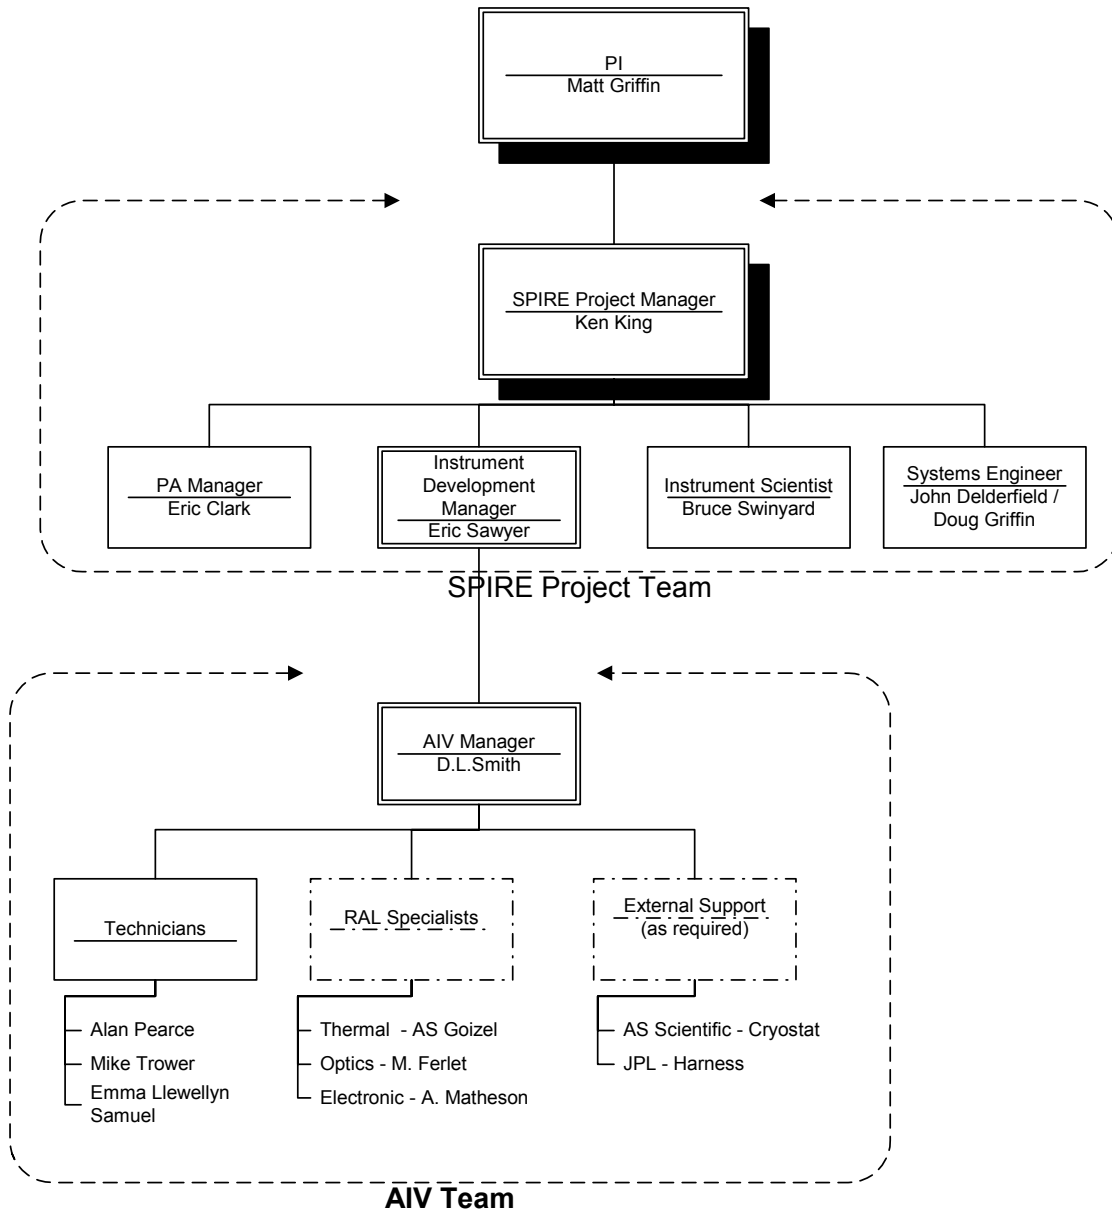 PI
Matt Griffin
SPIRE Project Manager
Ken King
PA Manager
Eric Clark
Instrument
Development
Manager
Eric Sawyer
Instrument Scientist
Bruce Swinyard
Systems Engineer
John Delderfield /
Doug Griffin
SPIRE Project Team
AIV Manager
D.L.Smith
Technicians
RAL Specialists
External Support
(as required)
Alan Pearce
Mike Trower
Emma Llewellyn
Samuel
Thermal - AS Goizel
Optics - M. Ferlet
Electronic - A. Matheson
AS Scientific - Cryostat
JPL - Harness
AIV Team